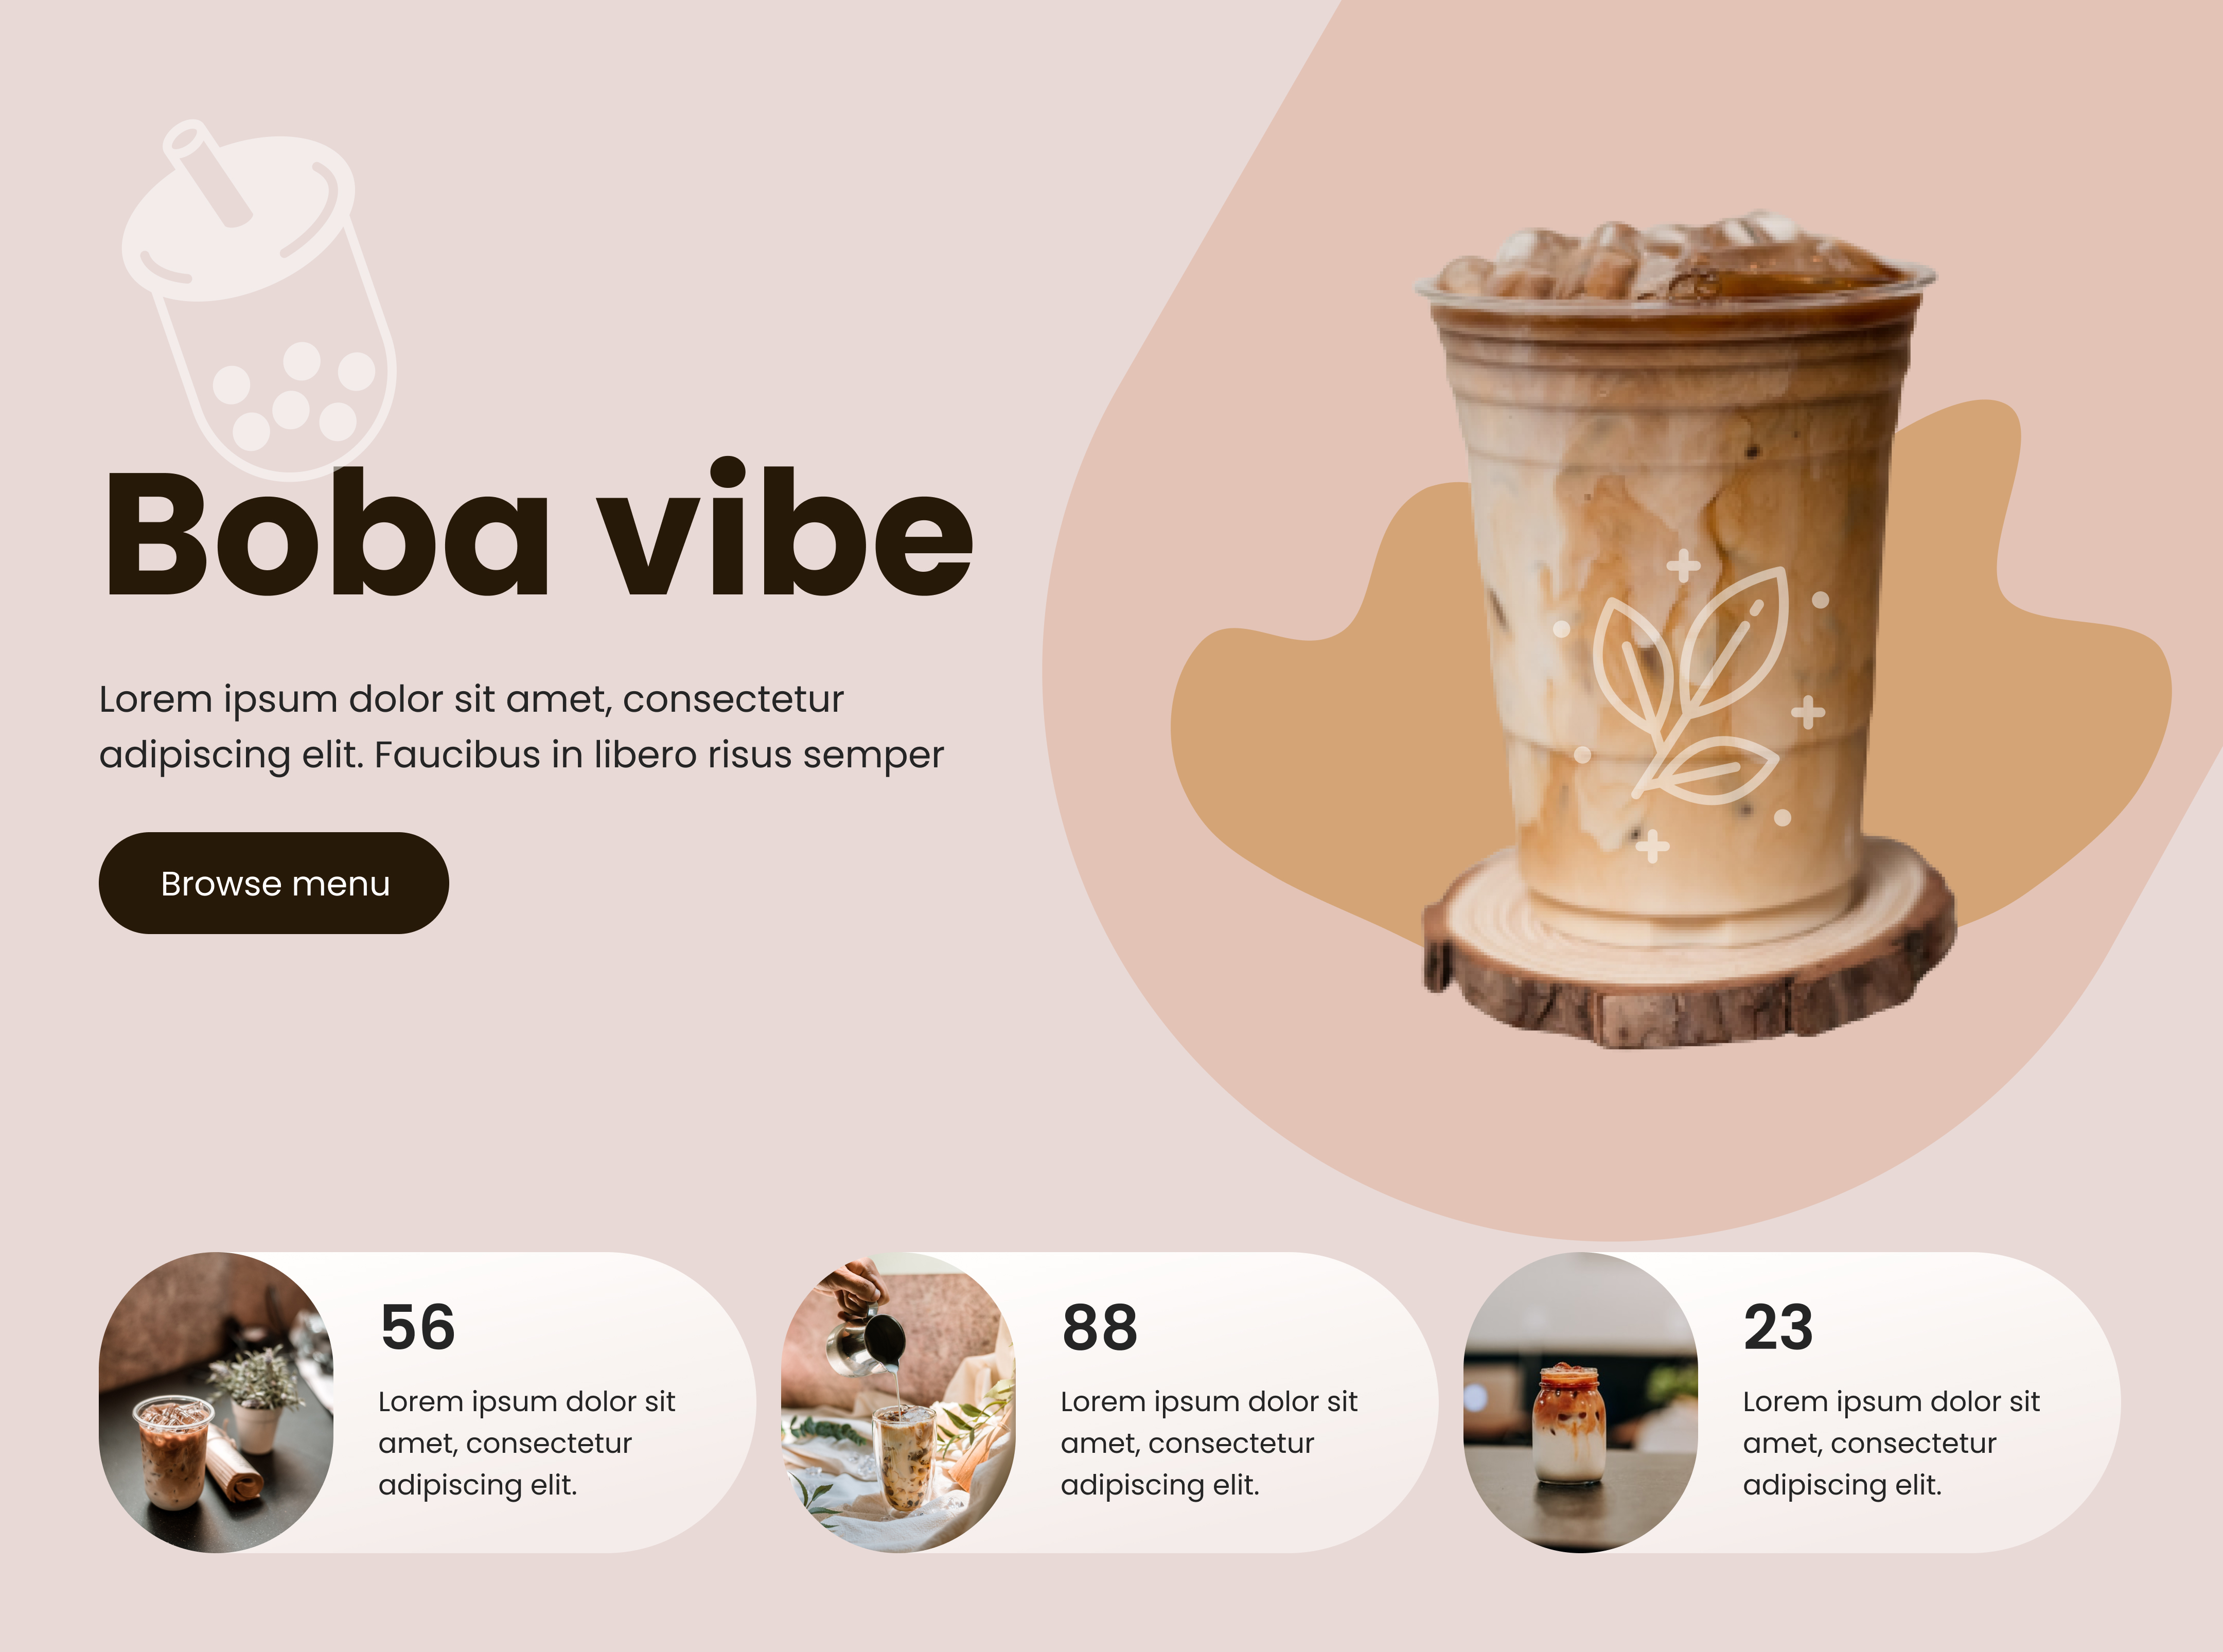 Boba vibe
Lorem ipsum dolor sit amet, consectetur
adipiscing elit. Faucibus in libero risus semper
Browse menu
56
Lorem ipsum dolor sit
amet, consectetur
adipiscing elit.
88
Lorem ipsum dolor sit
amet, consectetur
adipiscing elit.
23
Lorem ipsum dolor sit
amet, consectetur
adipiscing elit.